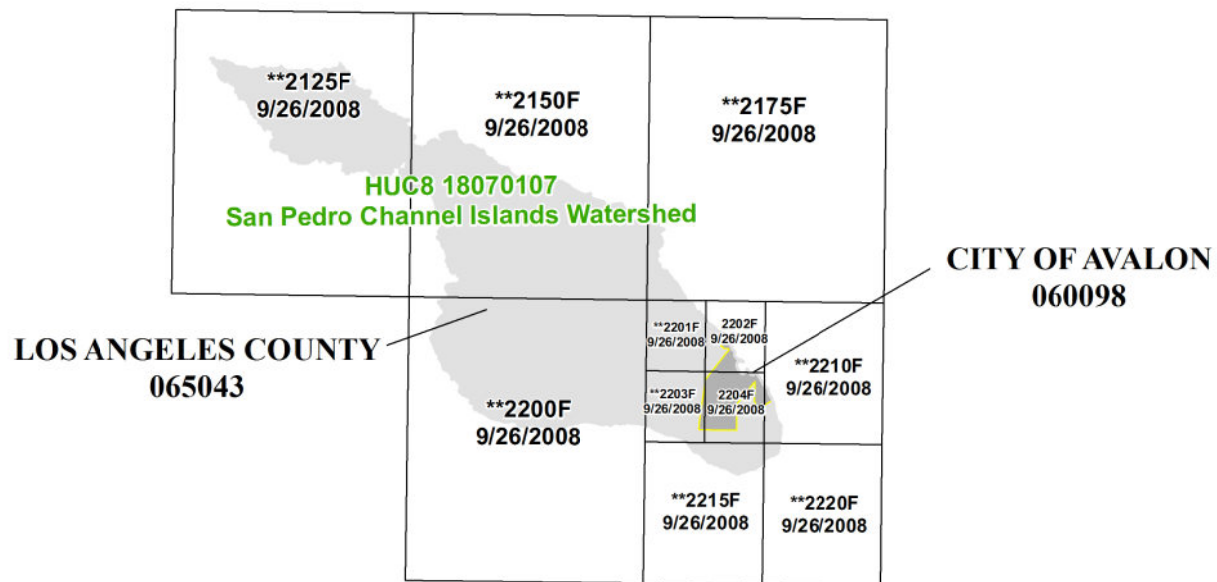 **2125F
9/26/2008
**2150F
9/26/2008
**2175F
9/26/2008
HUC8 18070107
San Pedro Channel Islands Watershed
CITY OF AVALON
060098
LOS ANGELES COUNTY
065043
**2201F
9/26/2008
2202F
9/26/2008
**2210F
9/26/2008
**2203F
9/26/2008
2204F
9/26/2008
**2200F
9/26/2008
**2215F
9/26/2008
**2220F
9/26/2008